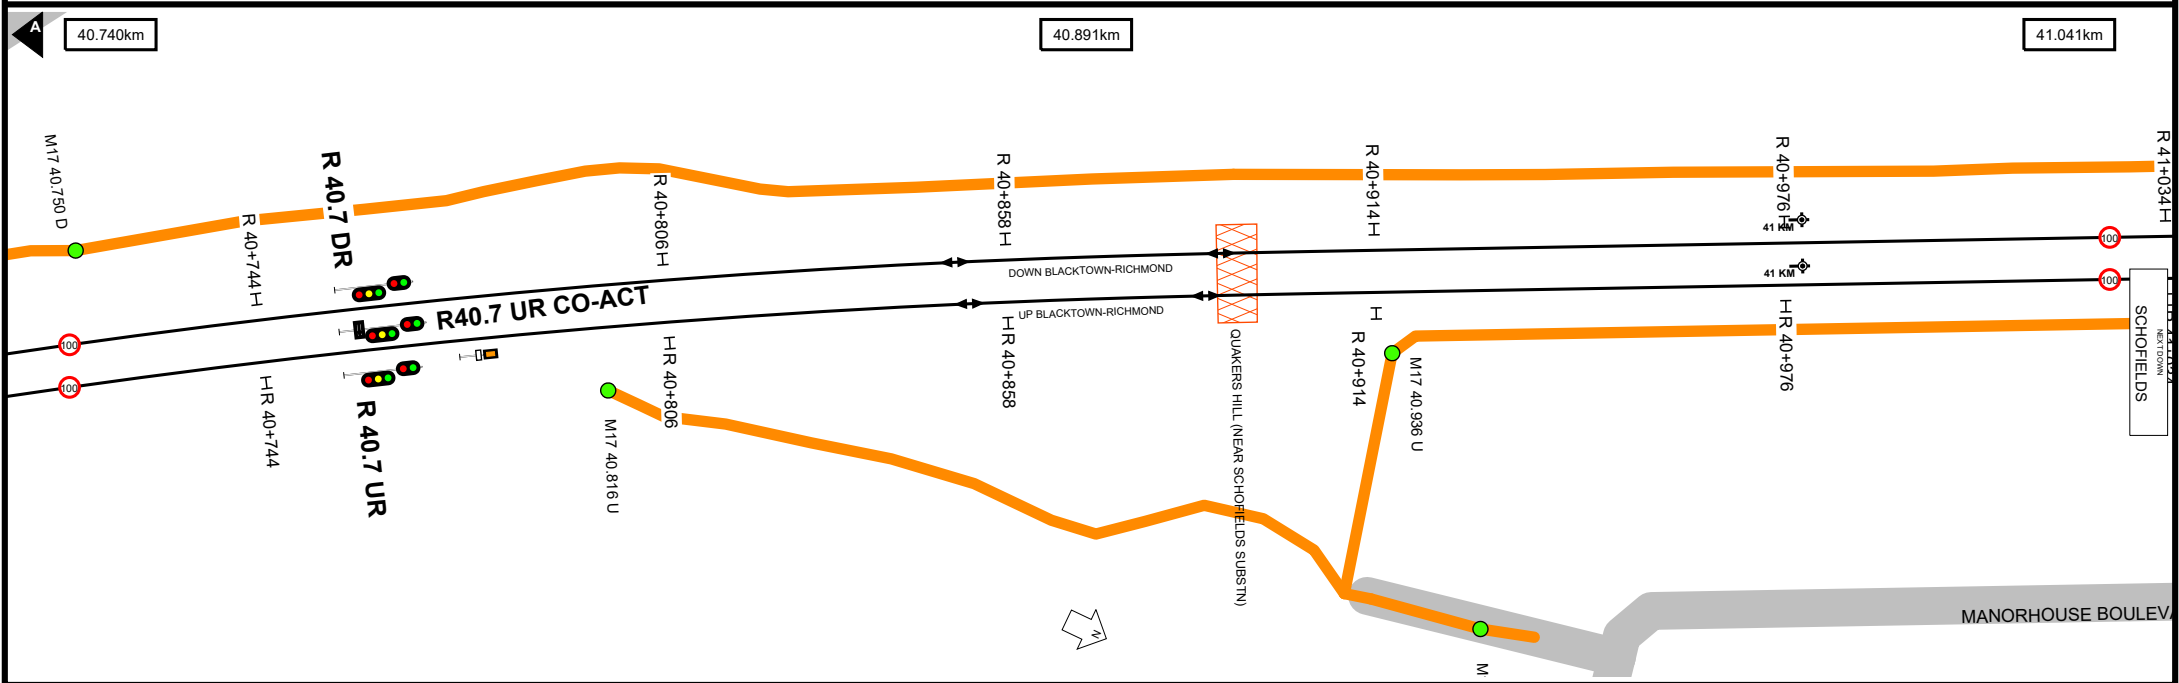 A
40.740km
40.891km
41.041km
M17 40.750 D
R 40+744 H
R 40.7 DR
R 40+806 H
R 40+858 H
R 40+914 H
R 40+976 H
R 41+034 H
41 KM
100
DOWN BLACKTOWN-RICHMOND
41 KM
100
R40.7 UR CO-ACT
UP BLACKTOWN-RICHMOND
100
100
HR 40+744
R 40.7 UR
HR 40+806
M17 40.816 U
HR 40+858
QUAKERS HILL (NEAR SCHOFIELDS SUBSTN)
H
R 40+914
M17 40.936 U
HR 40+976
NEXT DOWN
SCHOFIELDS
N
M
MANORHOUSE BOULEVA